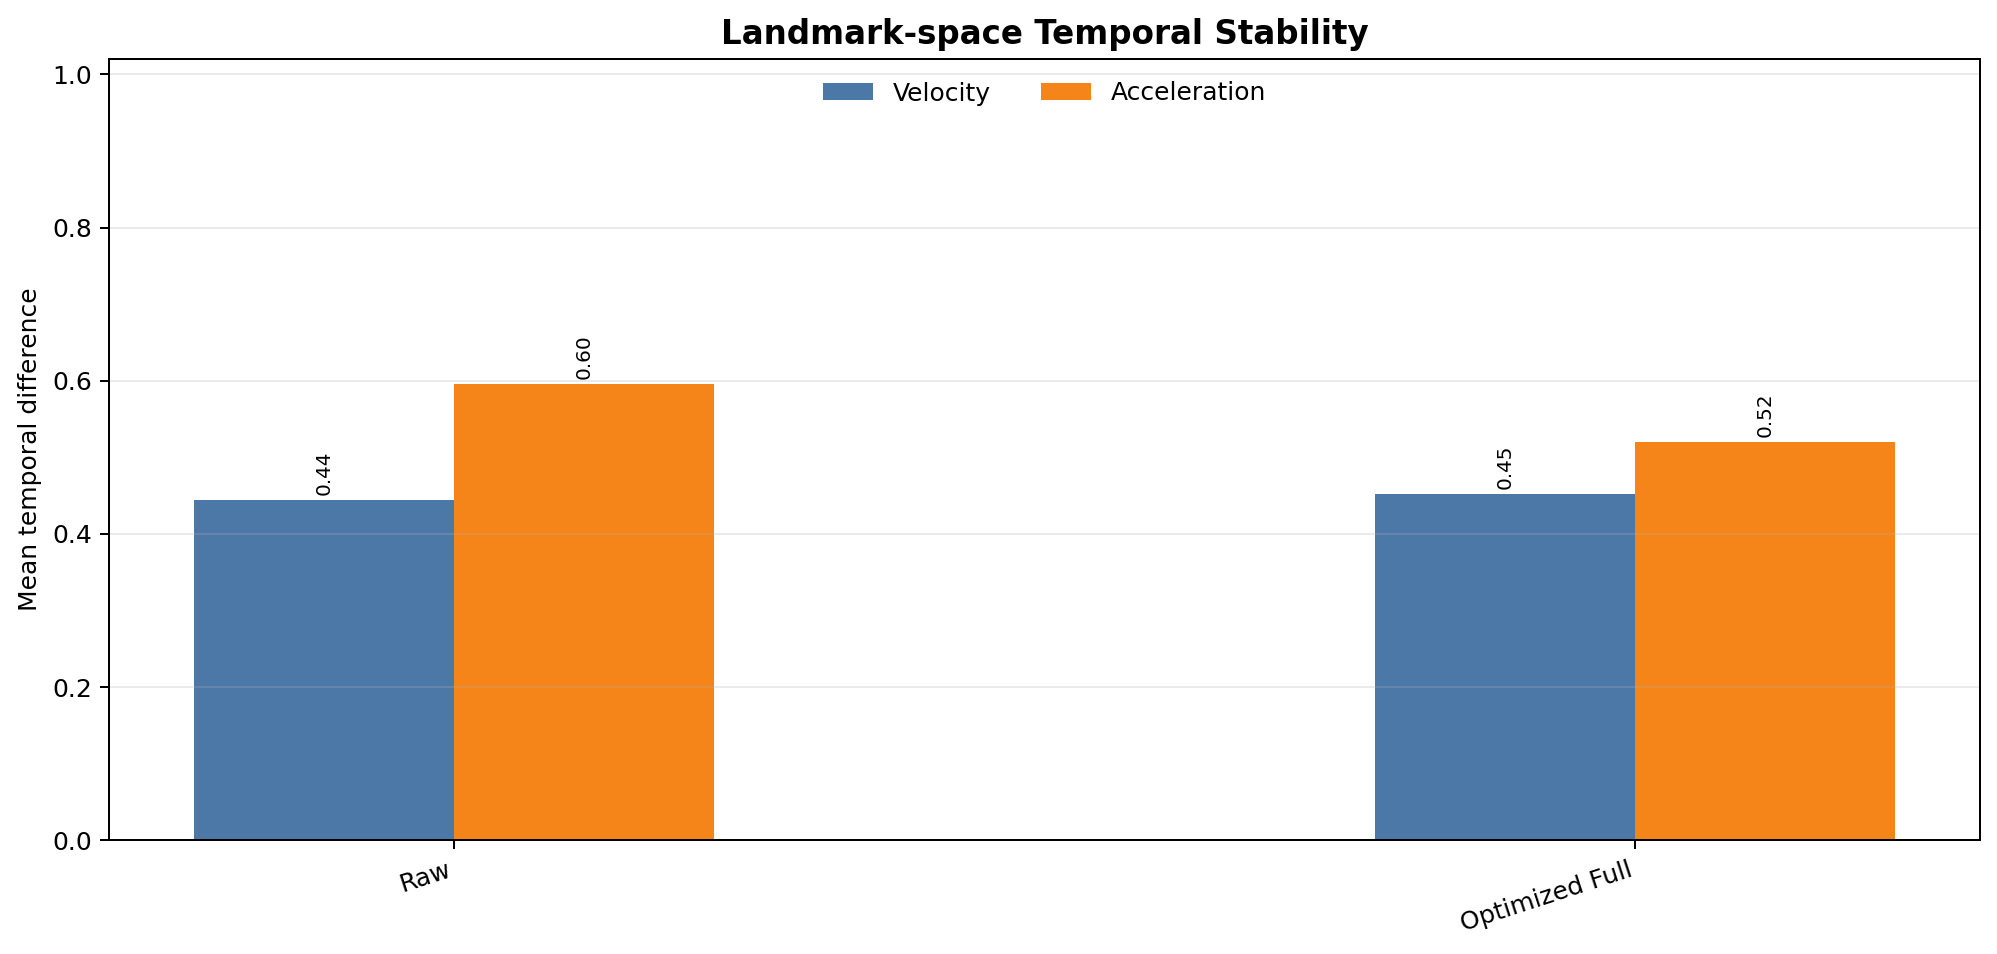 Landmark-space Temporal Stability
Velocity
Acceleration
Mean temporal difference
1.0
0.8
0.6
0.4
0.2
0.0
0.44
0.60
0.45
0.52
Raw
Optimized Full